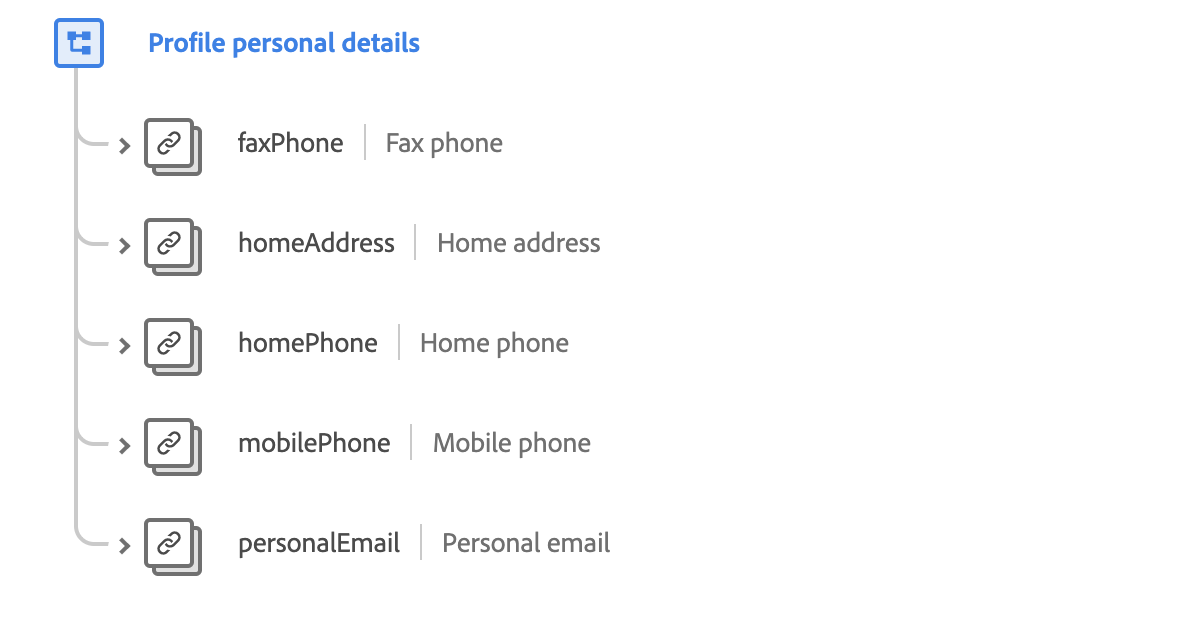 Profile personal details
faxPhone Fax phone
homeAddress Home address
homePhone Home phone
mobilePhone Mobile phone
personalEmail Personal email